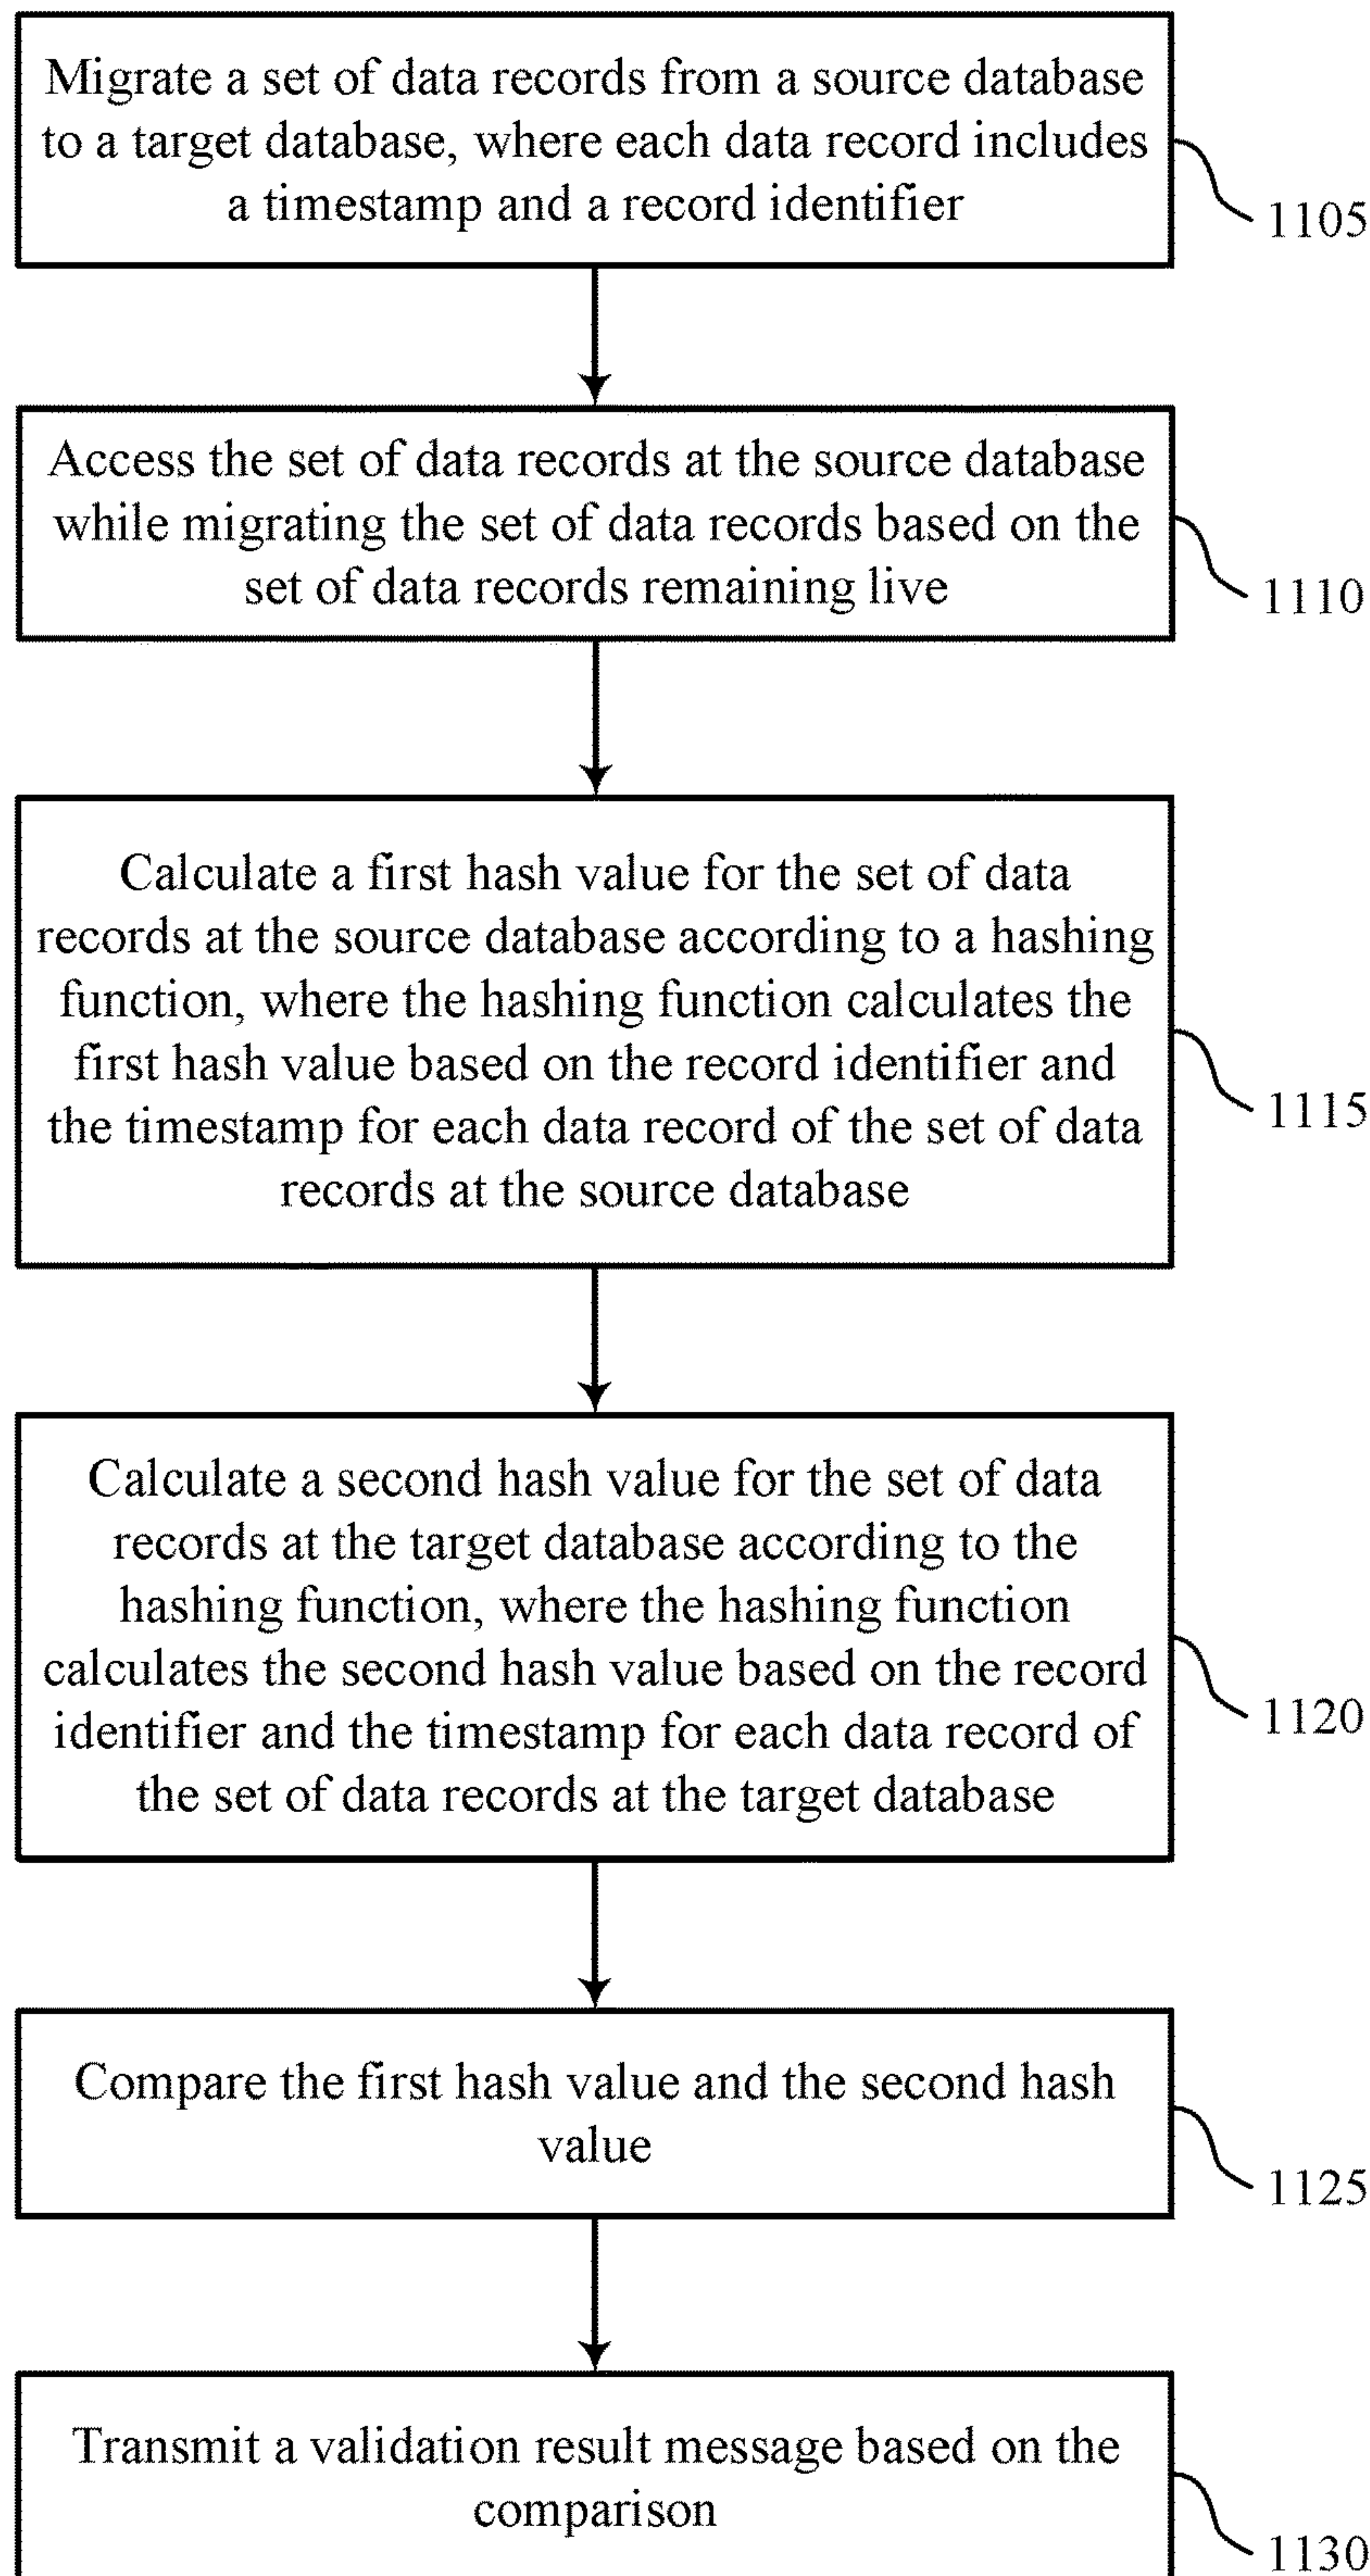 Migrate a set of data records from a source database
to a target database, where each data record includes
a timestamp and a record identifier
1105
Access the set of data records at the source database
while migrating the set of data records based on the
set of data records remaining live
1110
Calculate a first hash value for the set of data
records at the source database according to a hashing
function, where the hashing function calculates the
first hash value based on the record identifier and
the timestamp for each data record of the set of data
records at the source database
1115
Calculate a second hash value for the set of data
records at the target database according to the
hashing function, where the hashing function
calculates the second hash value based on the record
identifier and the timestamp for each data record of
the set of data records at the target database
1120
Compare the first hash value and the second hash
value
1125
Transmit a validation result message based on the
comparison
1130